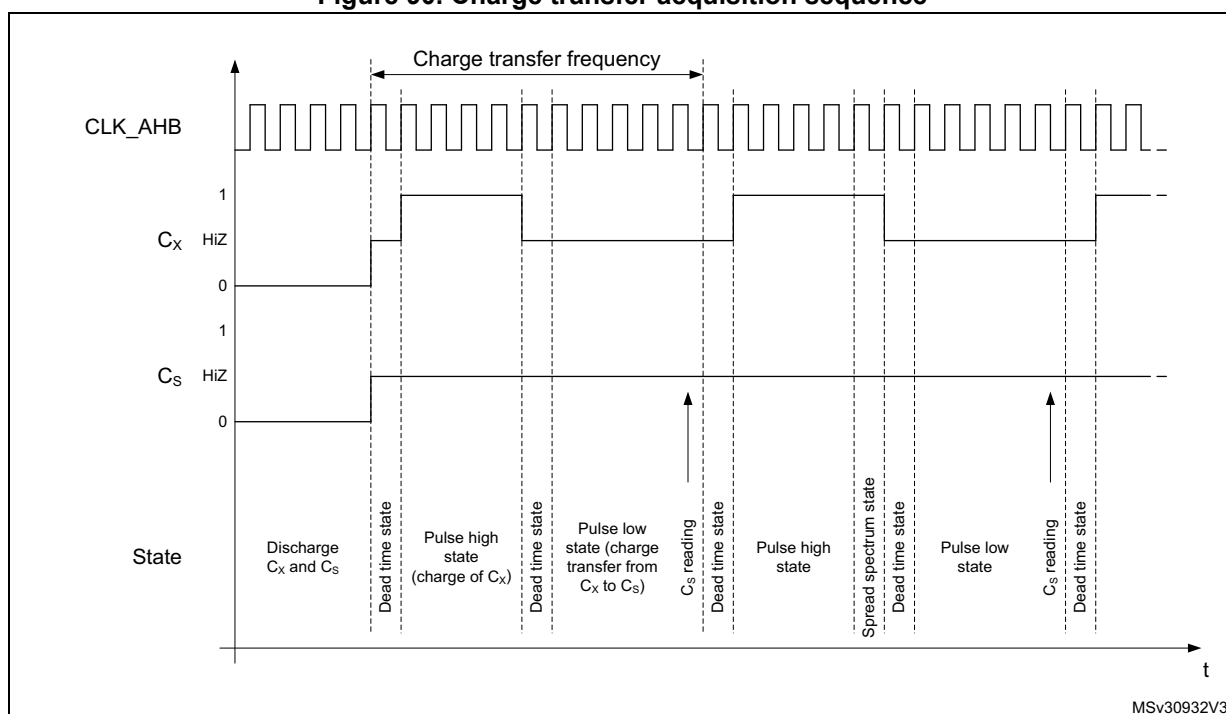 Figure 90. Charge transfer acquisition sequence
Charge transfer frequency
CLK_AHB
1
CX HiZ
0
1
CS HiZ
0
State
Discharge
CX and CS
Dead time state
Pulse high
state
(charge of CX)
Dead time state
Pulse low
state (charge
transfer from
CX to CS)
CS reading
Dead time state
Pulse high
state
Spread spectrum state
Dead time state
Pulse low
state
CS reading
Dead time state
t
MSv30932V3